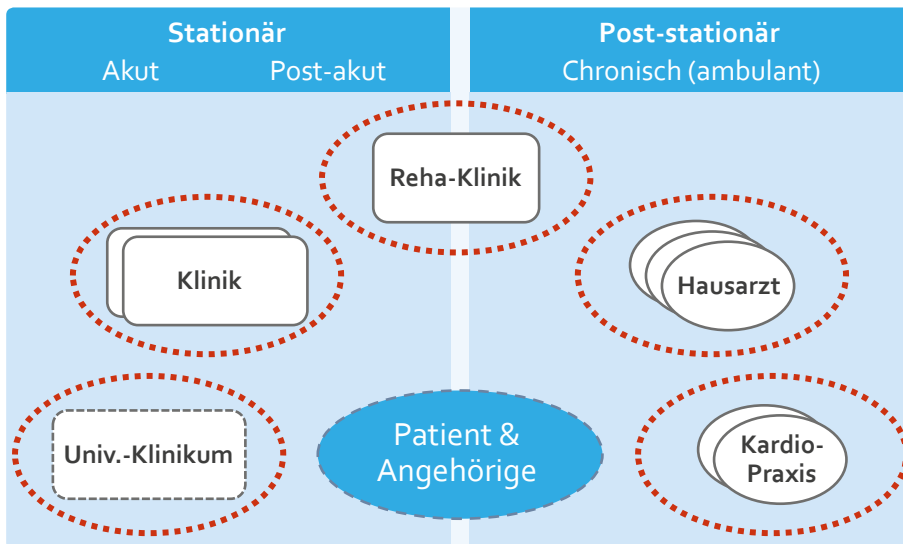 Stationär
Akut Post-akut
Post-stationär
Chronisch (ambulant)
Reha-Klinik
Klinik
Hausarzt
Univ.-Klinikum
Patient &
Angehörige
Kardio-
Praxis